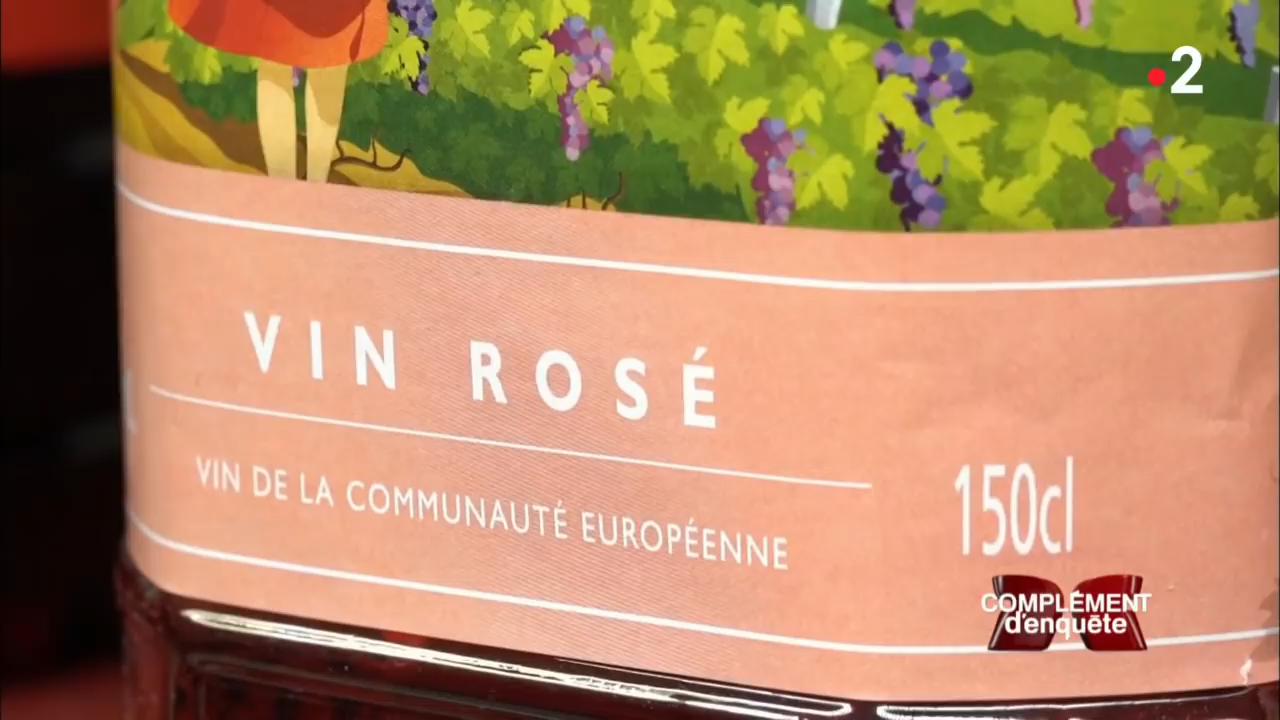 2
VIN ROSÉ
VIN DE LA COMMUNAUTÉ EUROPÉENNE
150cl
COMPLÉMENT
d'enquête